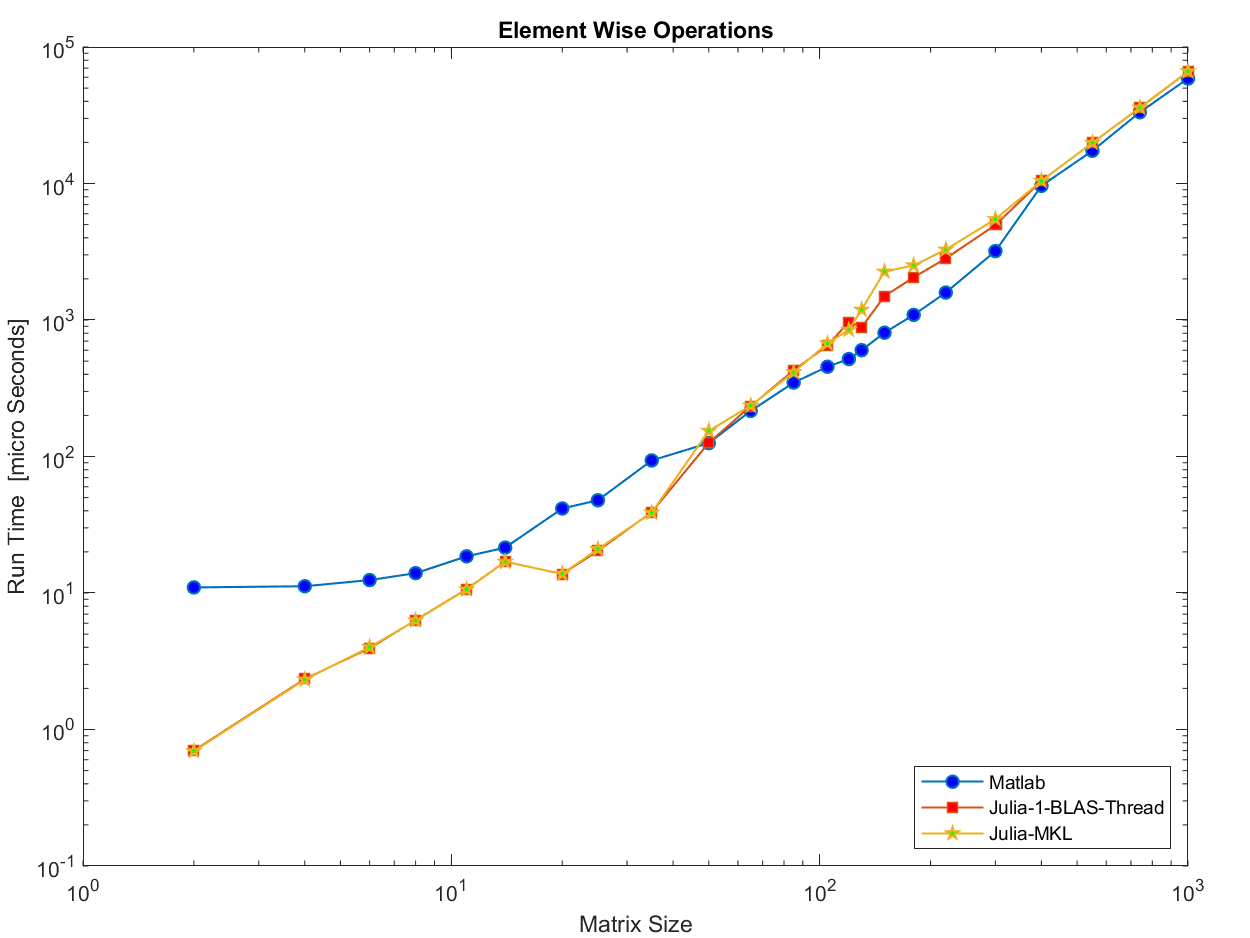 Element Wise Operations
10^5
10^4
10^3
10^2
10^1
10^0
10^-1
Run Time [micro Seconds]
10^0 10^1 10^2 10^3
Matrix Size
Matlab
Julia-1-BLAS-Thread
Julia-MKL